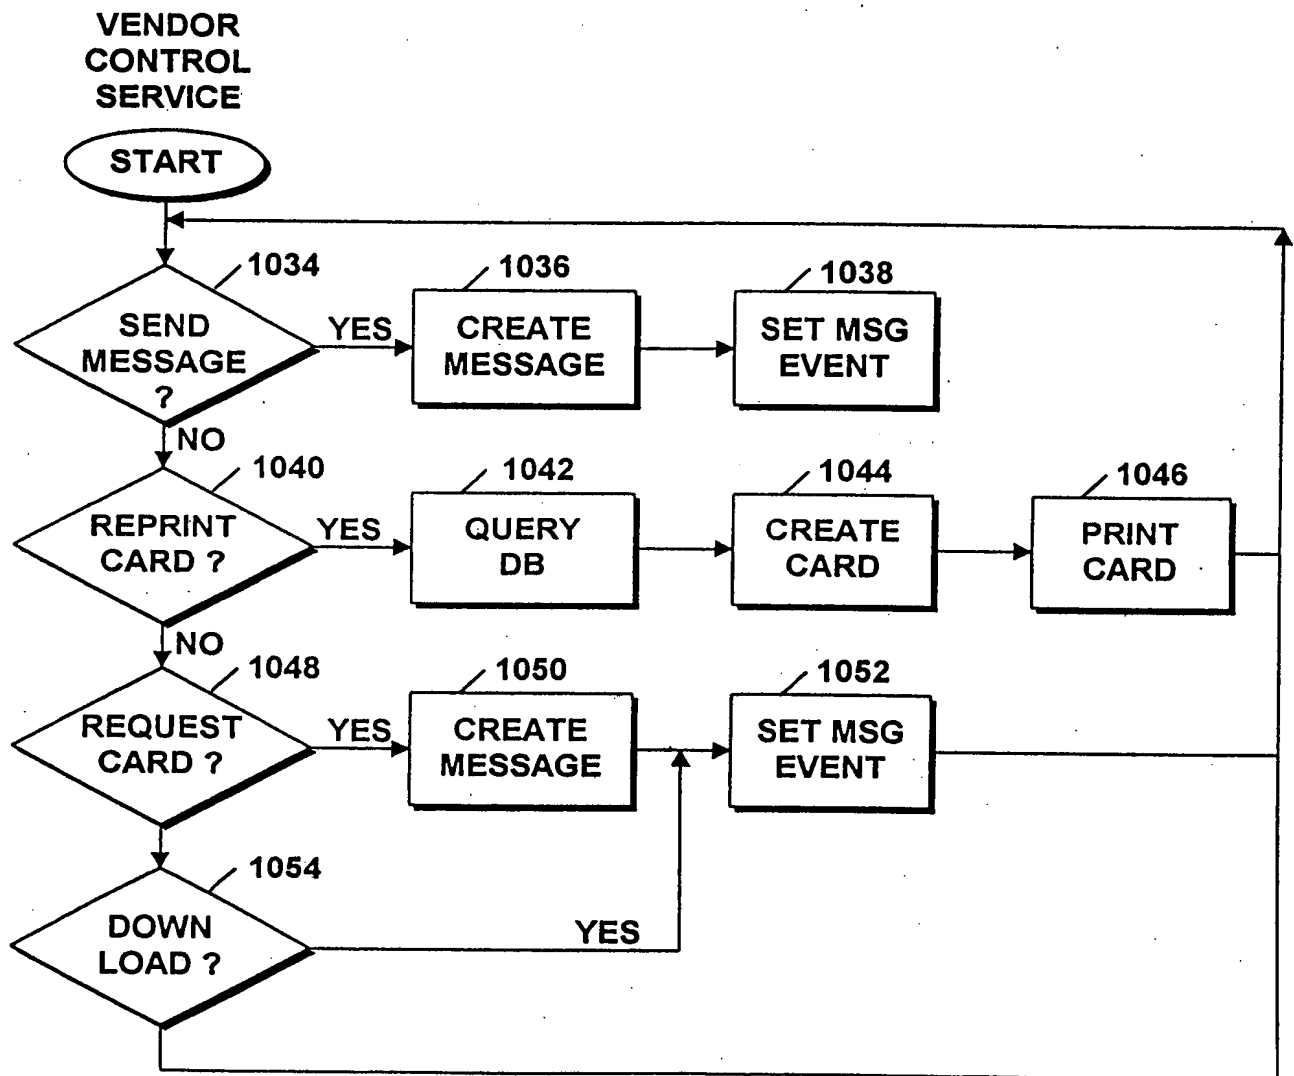 VENDOR
CONTROL
SERVICE
START
1034
SEND
MESSAGE
?
YES
1036
CREATE
MESSAGE
1038
SET MSG
EVENT
NO
1040
REPRINT
CARD ?
YES
1042
QUERY
DB
1044
CREATE
CARD
1046
PRINT
CARD
NO
1048
REQUEST
CARD ?
YES
1050
CREATE
MESSAGE
1052
SET MSG
EVENT
1054
DOWN
LOAD ?
YES